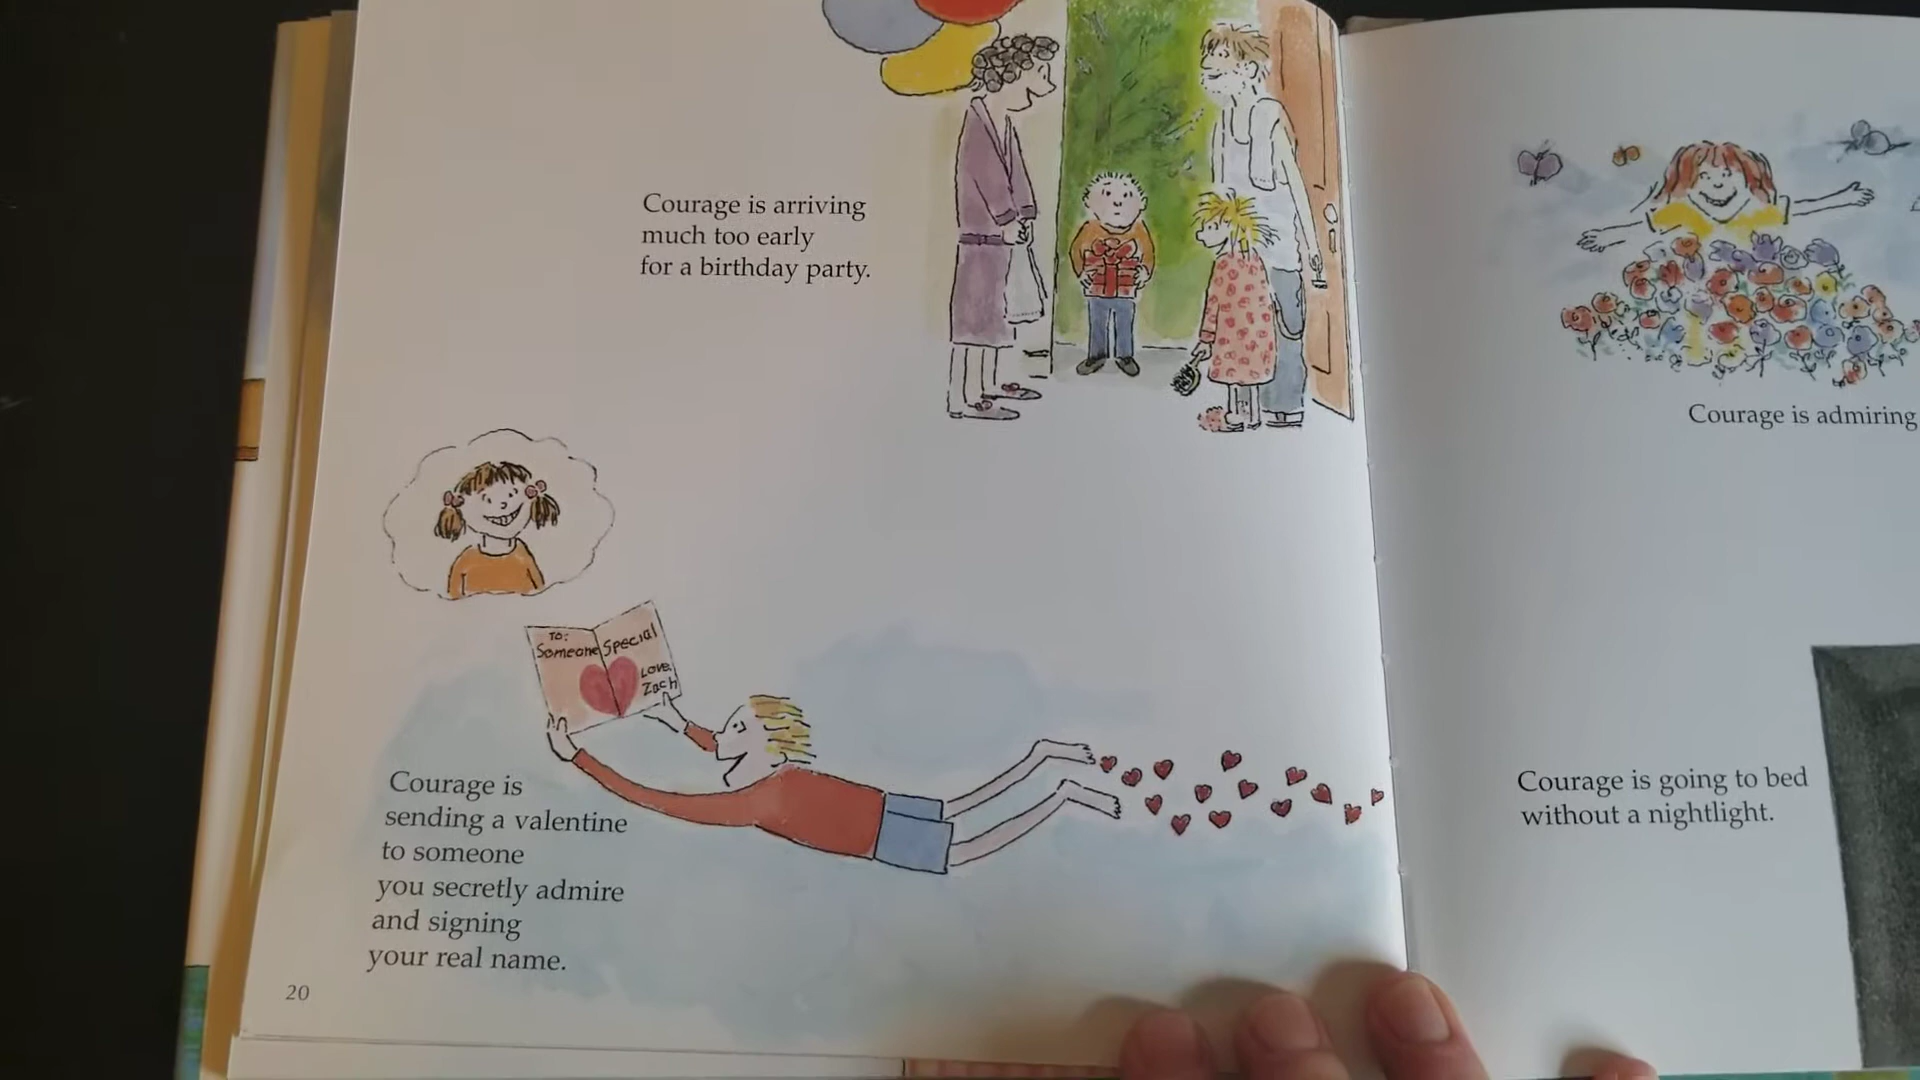 Courage is arriving
much too early
for a birthday party.
To:
Someone Special
Love,
Zach
Courage is
sending a valentine
to someone
you secretly admire
and signing
your real name.
20
Courage is admiring
Courage is going to bed
without a nightlight.